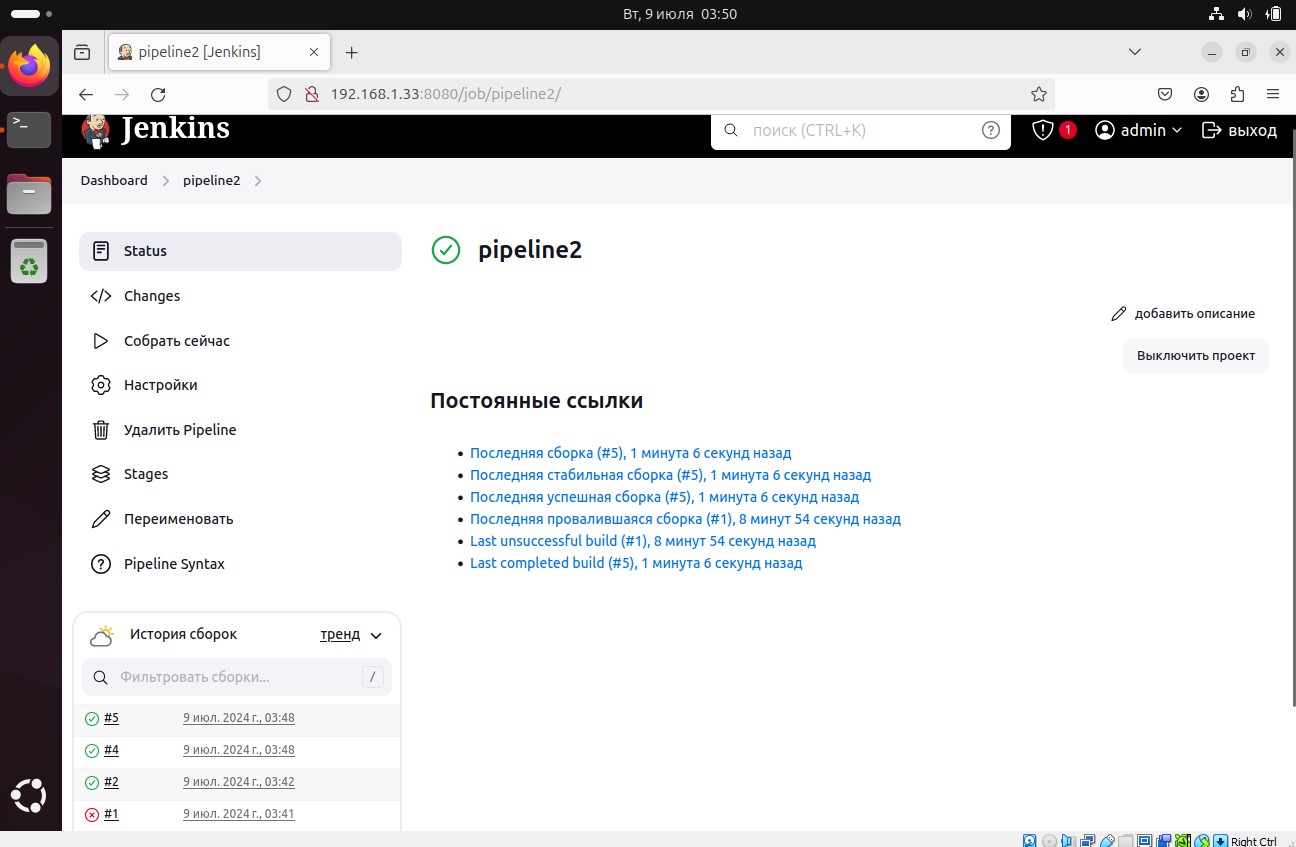 Вт, 9 июля 03:50
pipeline2 [Jenkins]
192.168.1.33:8080/job/pipeline2/
Jenkins
поиск (CTRL+K)
?
1
admin
выход
Dashboard
pipeline2
Status
Changes
Собрать сейчас
Настройки
Удалить Pipeline
Stages
Переименовать
Pipeline Syntax
pipeline2
добавить описание
Выключить проект
Постоянные ссылки
Последняя сборка (#5), 1 минута 6 секунд назад
Последняя стабильная сборка (#5), 1 минута 6 секунд назад
Последняя успешная сборка (#5), 1 минута 6 секунд назад
Последняя провалившаяся сборка (#1), 8 минут 54 секунд назад
Last unsuccessful build (#1), 8 минут 54 секунд назад
Last completed build (#5), 1 минута 6 секунд назад
История сборок
тренд
Фильтровать сборки...
/
#5 9 июл. 2024 г., 03:48
#4 9 июл. 2024 г., 03:48
#2 9 июл. 2024 г., 03:42
#1 9 июл. 2024 г., 03:41
Right Ctrl